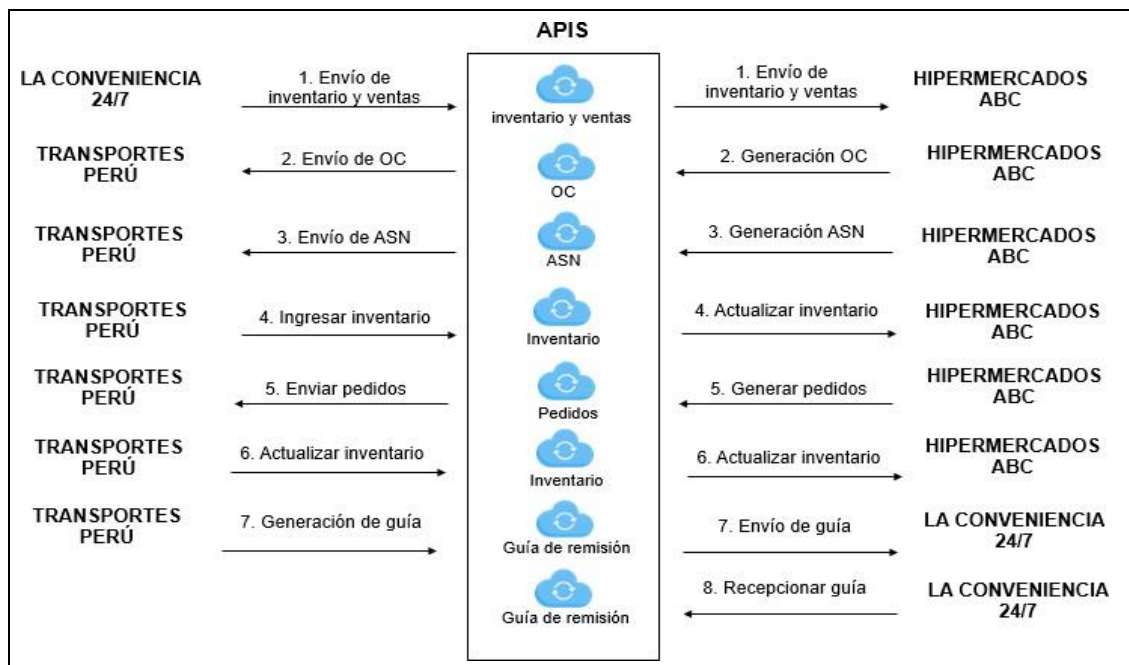 APIS
LA CONVENIENCIA
24/7
1. Envío de
inventario y ventas
inventario y ventas
1. Envío de
inventario y ventas
HIPERMERCADOS
ABC
TRANSPORTES
PERÚ
2. Envío de OC
OC
2. Generación OC
HIPERMERCADOS
ABC
TRANSPORTES
PERÚ
3. Envío de ASN
ASN
3. Generación ASN
HIPERMERCADOS
ABC
TRANSPORTES
PERÚ
4. Ingresar inventario
Inventario
4. Actualizar inventario
HIPERMERCADOS
ABC
TRANSPORTES
PERÚ
5. Enviar pedidos
Pedidos
5. Generar pedidos
HIPERMERCADOS
ABC
TRANSPORTES
PERÚ
6. Actualizar inventario
Inventario
6. Actualizar inventario
HIPERMERCADOS
ABC
TRANSPORTES
PERÚ
7. Generación de guía
Guía de remisión
7. Envío de guía
LA CONVENIENCIA
24/7
Guía de remisión
8. Recepcionar guía
LA CONVENIENCIA
24/7